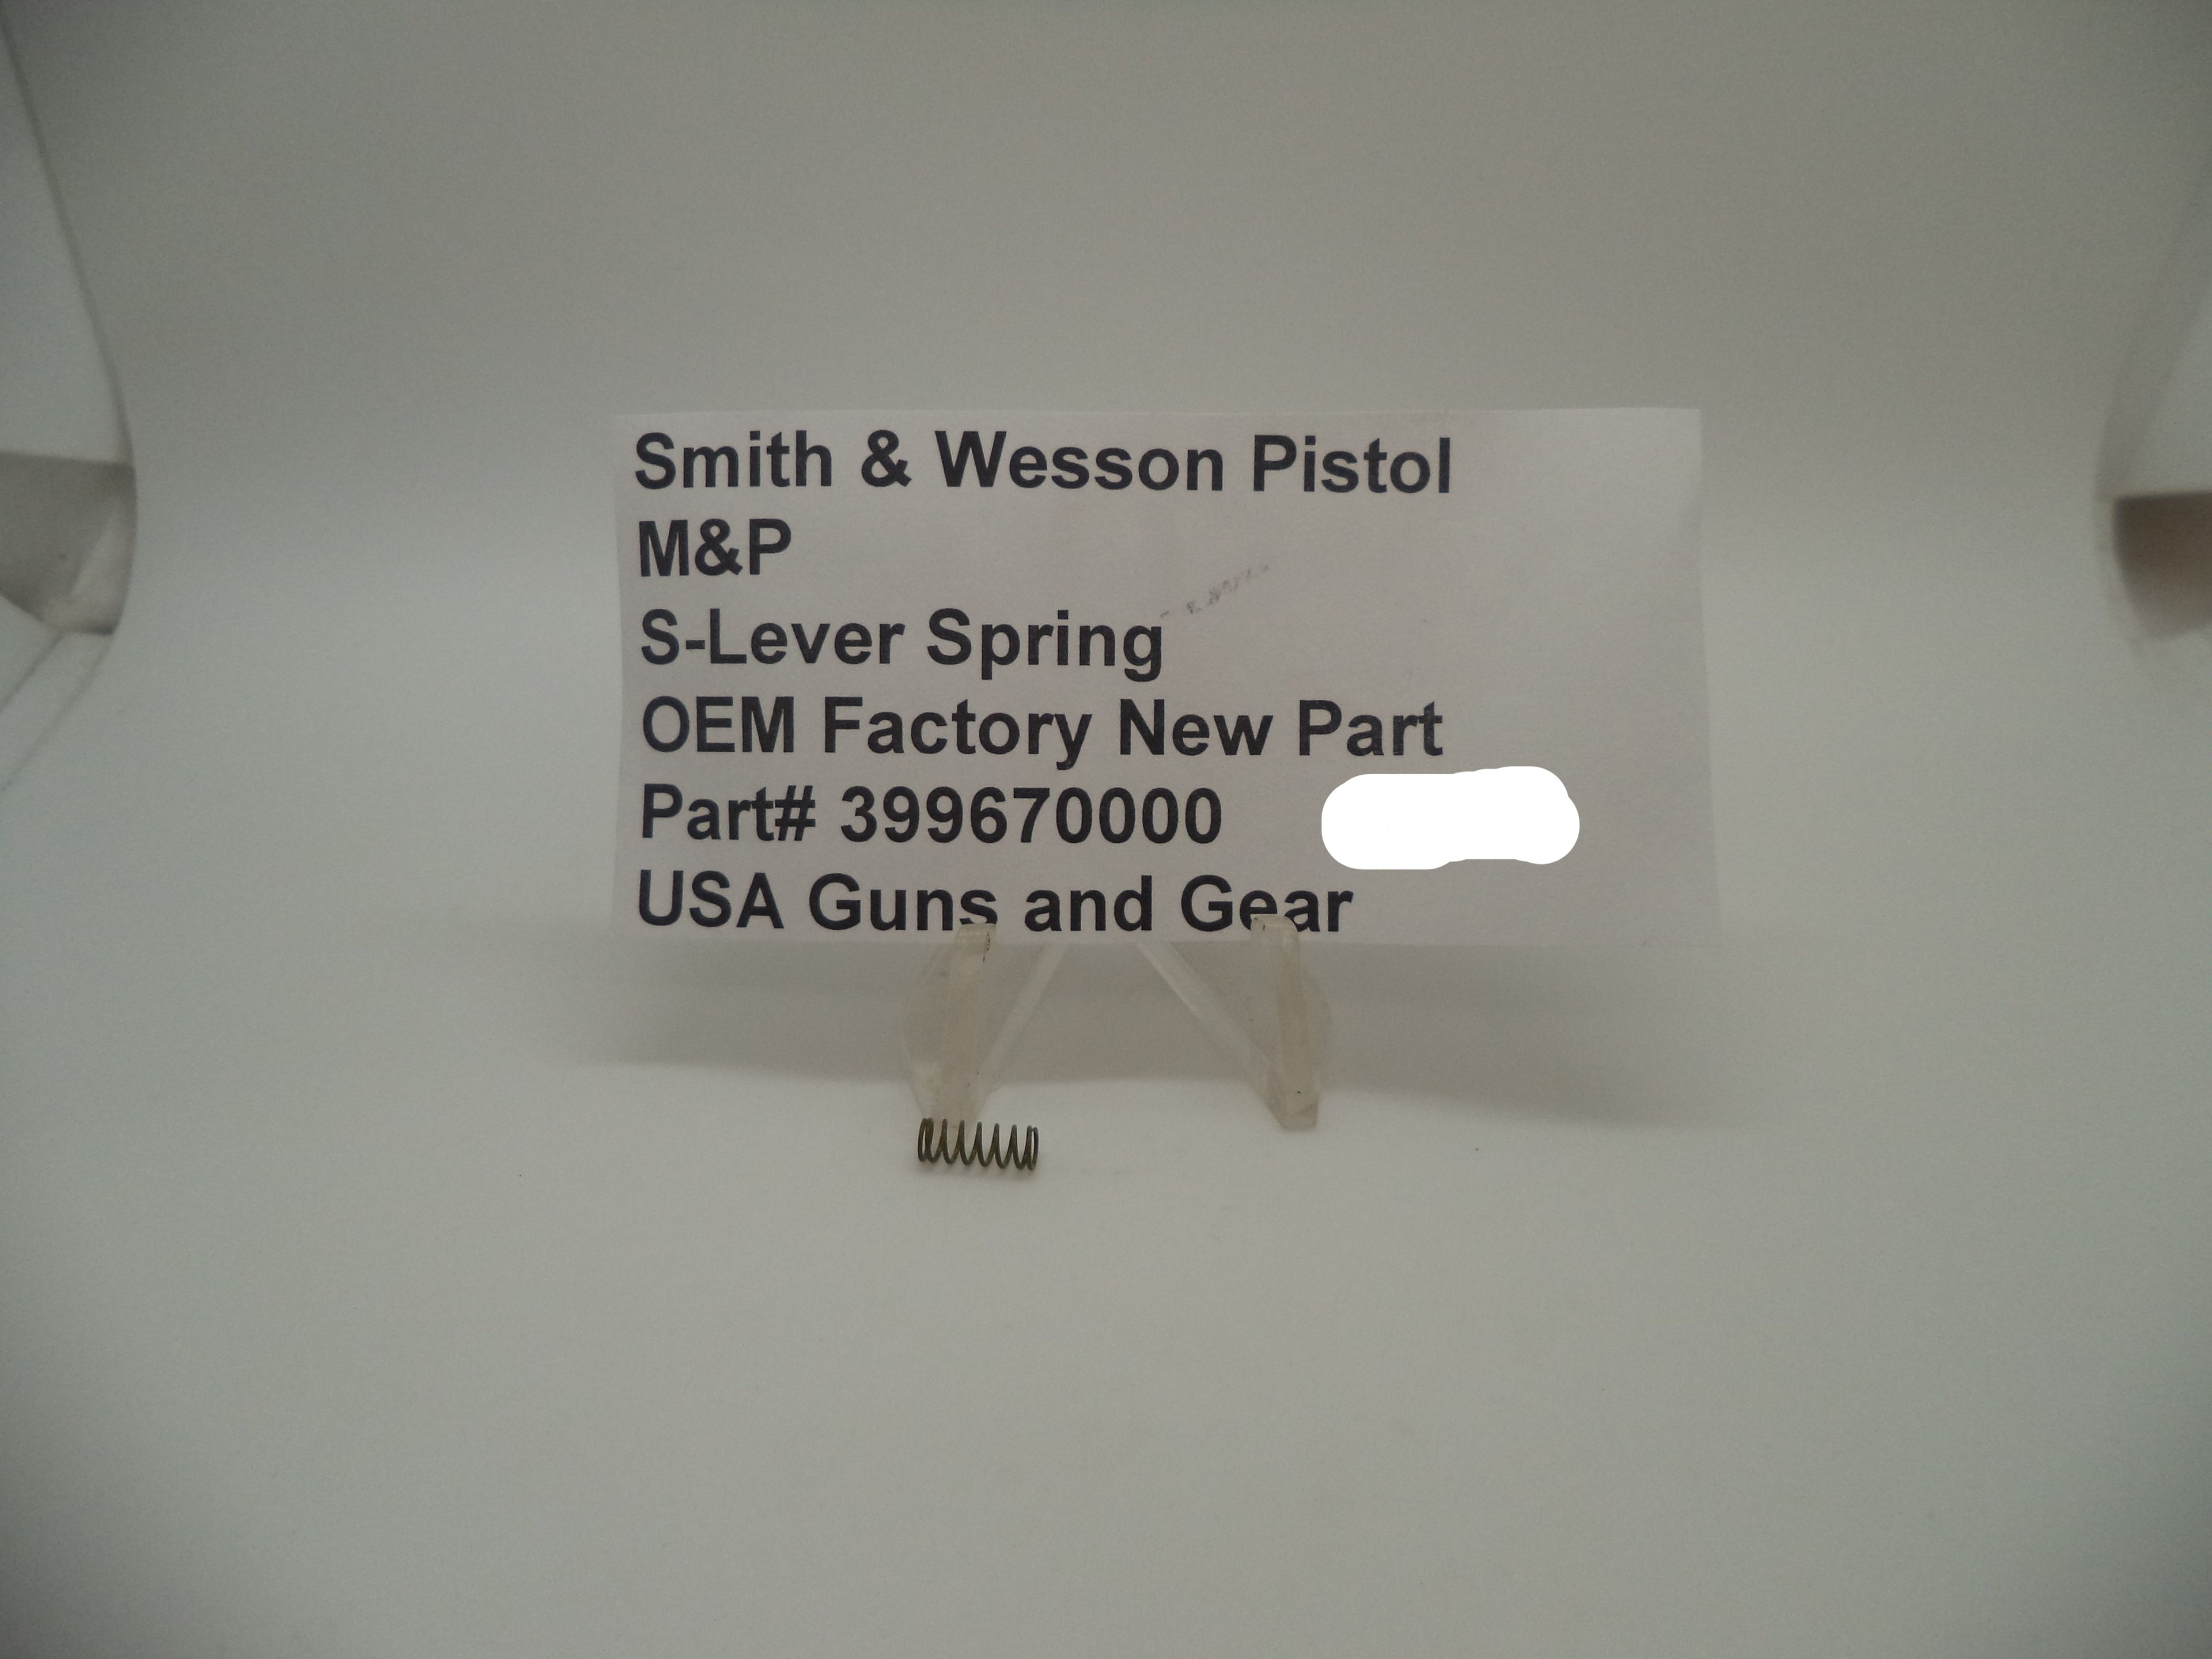 Smith & Wesson Pistol
M&P
S-Lever Spring
OEM Factory New Part
Part# 399670000
USA Guns and Gear